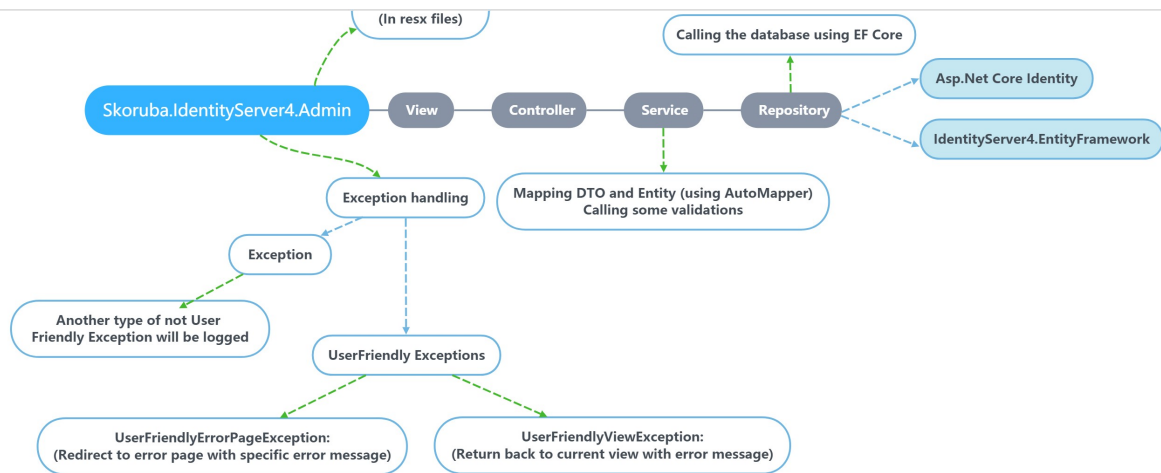 (In resx files)
Calling the database using EF Core
Asp.Net Core Identity
Skoruba.IdentityServer4.Admin
View
Controller
Service
Repository
IdentityServer4.EntityFramework
Exception handling
Mapping DTO and Entity (using AutoMapper)
Calling some validations
Exception
Another type of not User
Friendly Exception will be logged
UserFriendly Exceptions
UserFriendlyErrorPageException:
(Redirect to error page with specific error message)
UserFriendlyViewException:
(Return back to current view with error message)